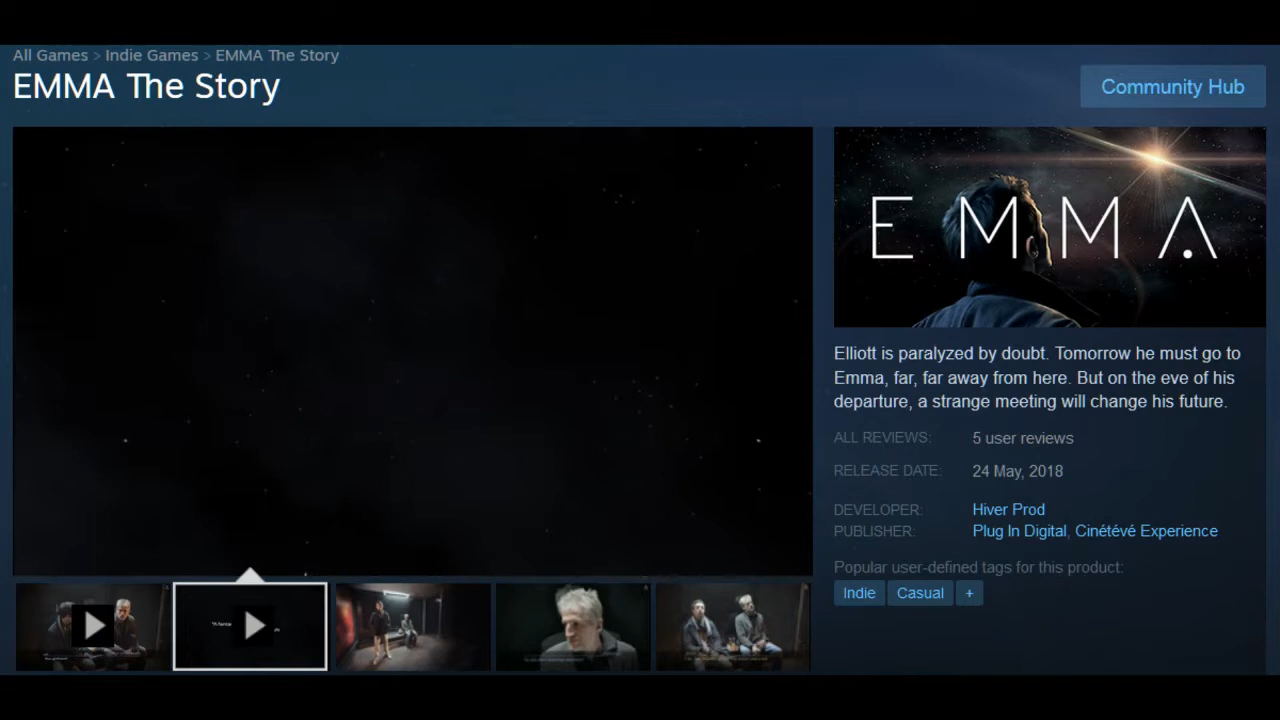 All Games > Indie Games > EMMA The Story
EMMA The Story
Community Hub
EMMA
Elliott is paralyzed by doubt. Tomorrow he must go to
Emma, far, far away from here. But on the eve of his
departure, a strange meeting will change his future.
ALL REVIEWS: 5 user reviews
RELEASE DATE: 24 May, 2018
DEVELOPER: Hiver Prod
PUBLISHER: Plug In Digital, Cinétévé Experience
Popular user-defined tags for this product:
Indie Casual +